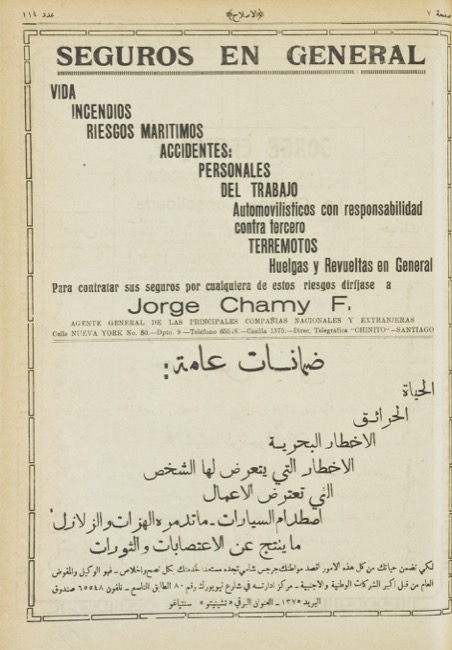 صفحة ٧
﴿الاصلاح﴾
عدد ١١٤
SEGUROS EN GENERAL
VIDA
INCENDIOS
RIESGOS MARITIMOS
ACCIDENTES:
PERSONALES
DEL TRABAJO
Automovilisticos con responsabilidad
contra tercero
TERREMOTOS
Huelgas y Revueltas en General
Para contratar sus seguros por cualquiera de estos riesgos diríjase a
Jorge Chamy F.
AGENTE GENERAL DE LAS PRINCIPALES COMPAÑIAS NACIONALES Y EXTRANJERAS
Calle NUEVA YORK No. 80.—Dpto. 9—Teléfono 65548.—Casilla 1375.—Direc. Telegráfica "CHINITO"—SANTIAGO
ضمانات عامة:
الحياة
الحرائق
الاخطار البحرية
الاخطار التي يتعرض لها الشخص
التي تعترض الاعمال
اصطدام السيارات - ما تدمره الهزات والزلازل
ما ينتج عن الاعتصابات والثورات
لكي تضمن حياتك من كل هذه الامور اقصد مواطنك جرجس شامي تجده مستعداً لخدمتك بكل نصح واخلاص - فهو الوكيل والمفوض
العام من قبل اكبر الشركات الوطنية والاجنبية - مركز ادارته في شارع نيويورك رقم ٨٠ الطابق التاسع - تلفون ٦٥٥٤٨ صندوق
البريد ١٣٧٥ - العنوان البرقي «تشينيتو» سنتياغو